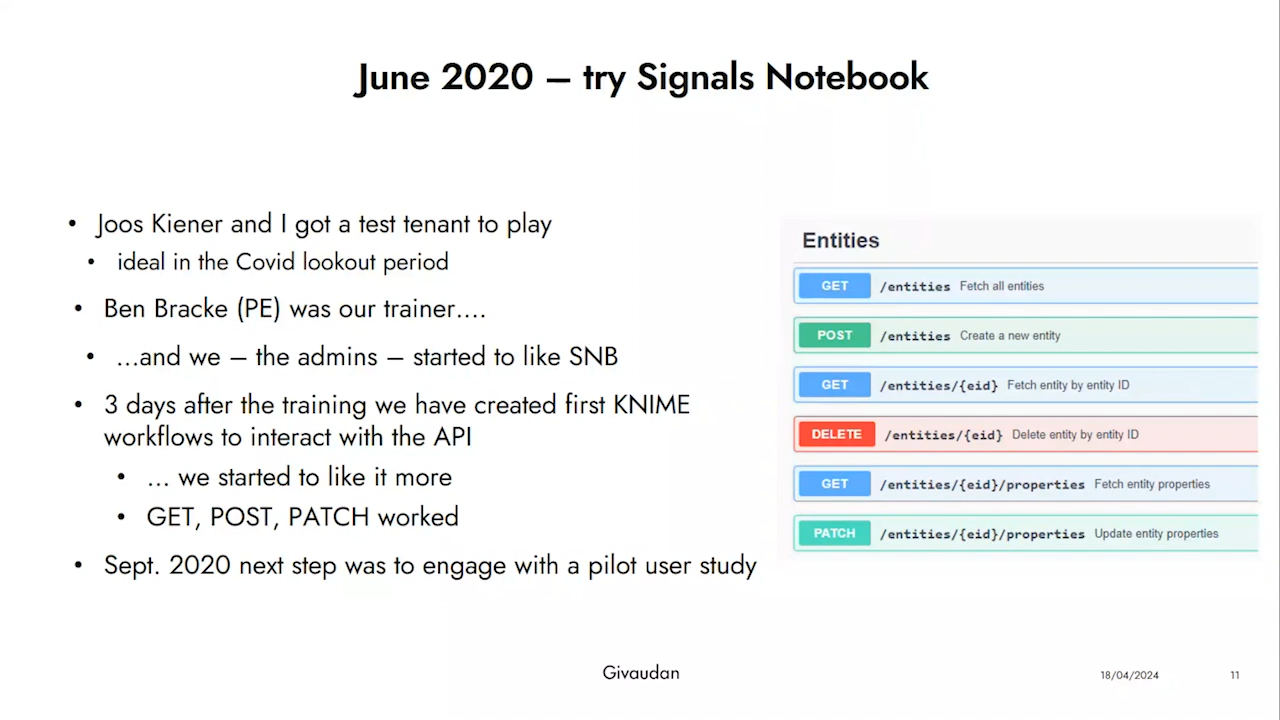 June 2020 – try Signals Notebook
• Joos Kiener and I got a test tenant to play
• ideal in the Covid lookout period
• Ben Bracke (PE) was our trainer….
• …and we – the admins – started to like SNB
• 3 days after the training we have created first KNIME
workflows to interact with the API
• … we started to like it more
• GET, POST, PATCH worked
• Sept. 2020 next step was to engage with a pilot user study
Entities
GET /entities Fetch all entities
POST /entities Create a new entity
GET /entities/{eid} Fetch entity by entity ID
DELETE /entities/{eid} Delete entity by entity ID
GET /entities/{eid}/properties Fetch entity properties
PATCH /entities/{eid}/properties Update entity properties
Givaudan
18/04/2024
11